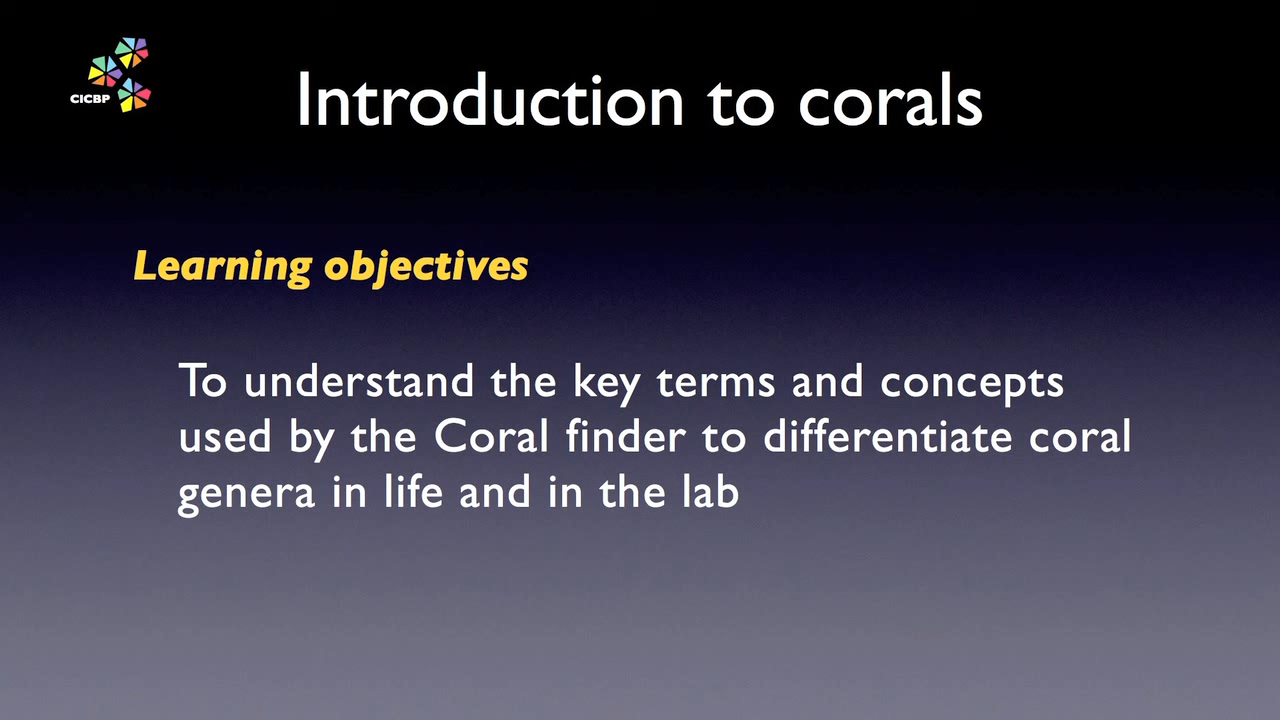 CICBP
Introduction to corals
Learning objectives
To understand the key terms and concepts
used by the Coral finder to differentiate coral
genera in life and in the lab